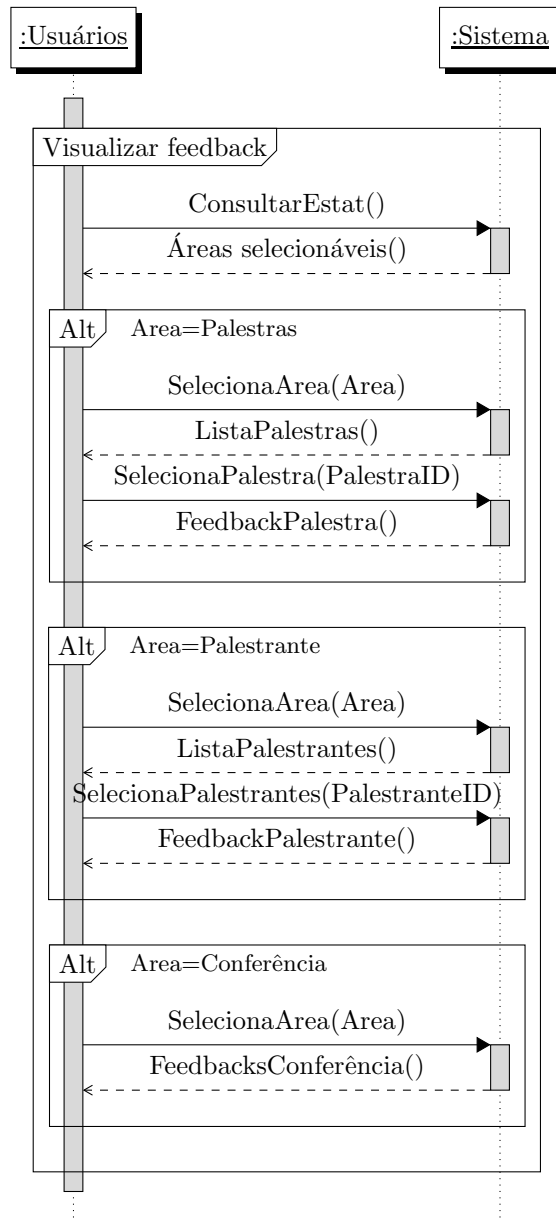 :Usuários
:Sistema
Visualizar feedback
ConsultarEstat()
Áreas selecionáveis()
Alt
Area=Palestras
SelecionaArea(Area)
ListaPalestras()
SelecionaPalestra(PalestraID)
FeedbackPalestra()
Alt
Area=Palestrante
SelecionaArea(Area)
ListaPalestrantes()
SelecionaPalestrantes(PalestranteID)
FeedbackPalestrante()
Alt
Area=Conferência
SelecionaArea(Area)
FeedbacksConferência()